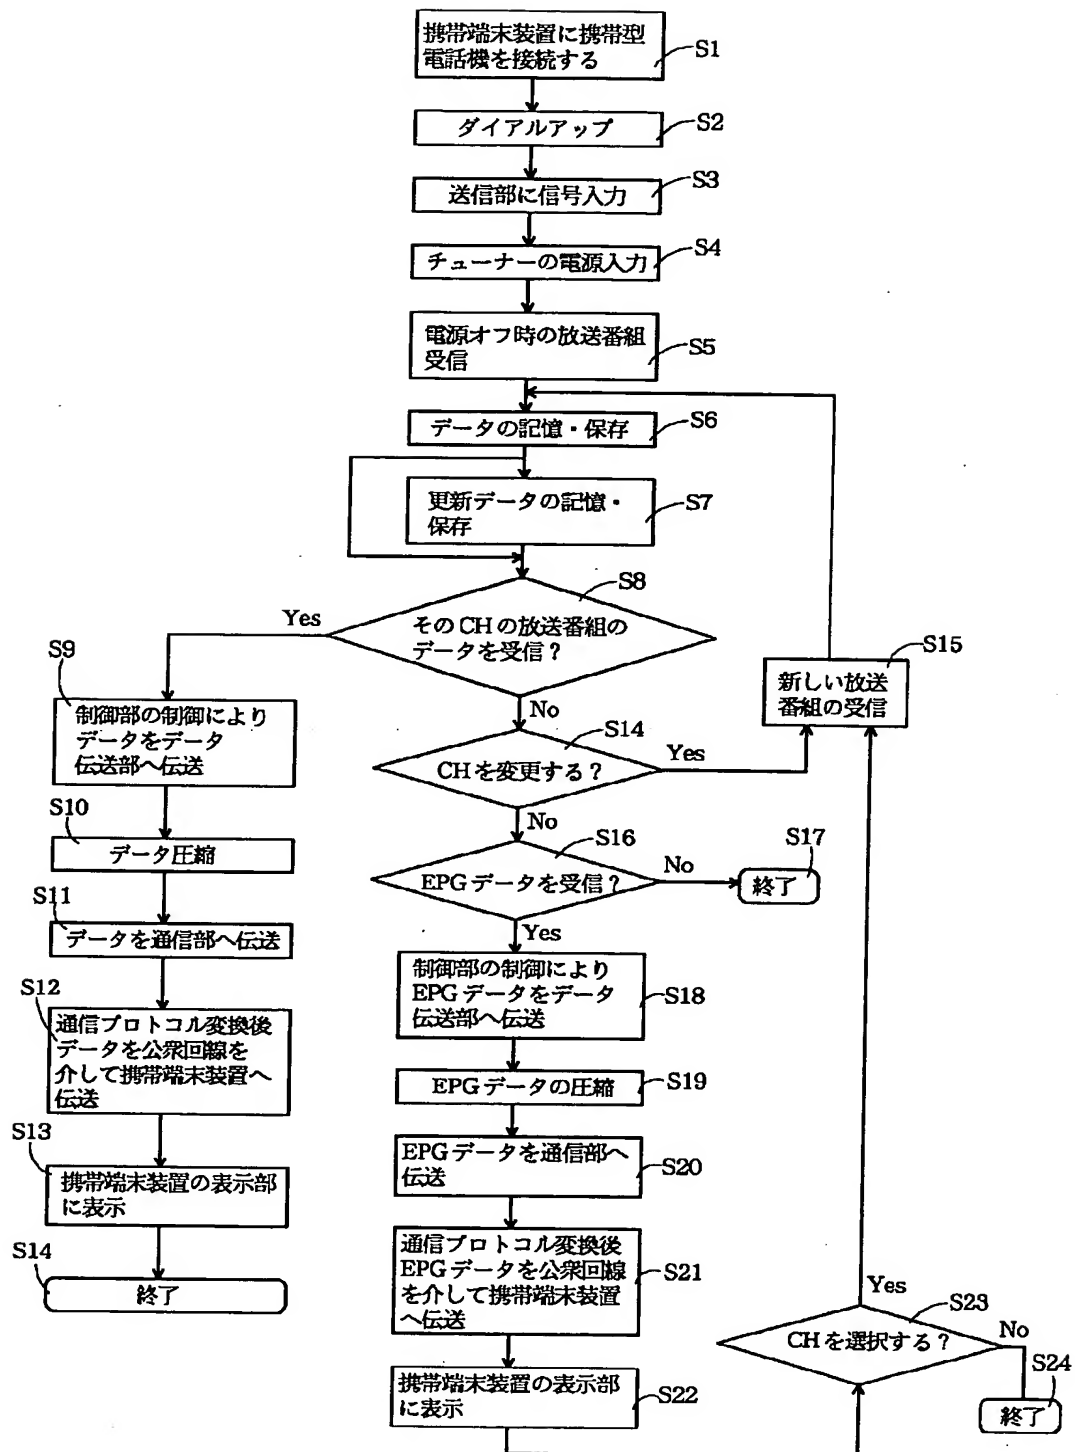 携帯端末装置に携帯型
電話機を接続する
S1
ダイアルアップ
S2
送信部に信号入力
S3
チューナーの電源入力
S4
電源オフ時の放送番組
受信
S5
データの記憶・保存
S6
更新データの記憶・
保存
S7
S8
そのCHの放送番組の
データを受信？
Yes
No
S9
制御部の制御により
データをデータ
伝送部へ伝送
S10
データ圧縮
S11
データを通信部へ伝送
S12
通信プロトコル変換後
データを公衆回線を
介して携帯端末装置へ
伝送
S13
携帯端末装置の表示部
に表示
S14
終了
S14
CHを変更する？
Yes
No
S15
新しい放送
番組の受信
S16
EPGデータを受信？
No
Yes
S17
終了
制御部の制御により
EPGデータをデータ
伝送部へ伝送
S18
EPGデータの圧縮
S19
EPGデータを通信部へ
伝送
S20
通信プロトコル変換後
EPGデータを公衆回線
を介して携帯端末装置
へ伝送
S21
携帯端末装置の表示部
に表示
S22
Yes
S23
CHを選択する？
No
S24
終了